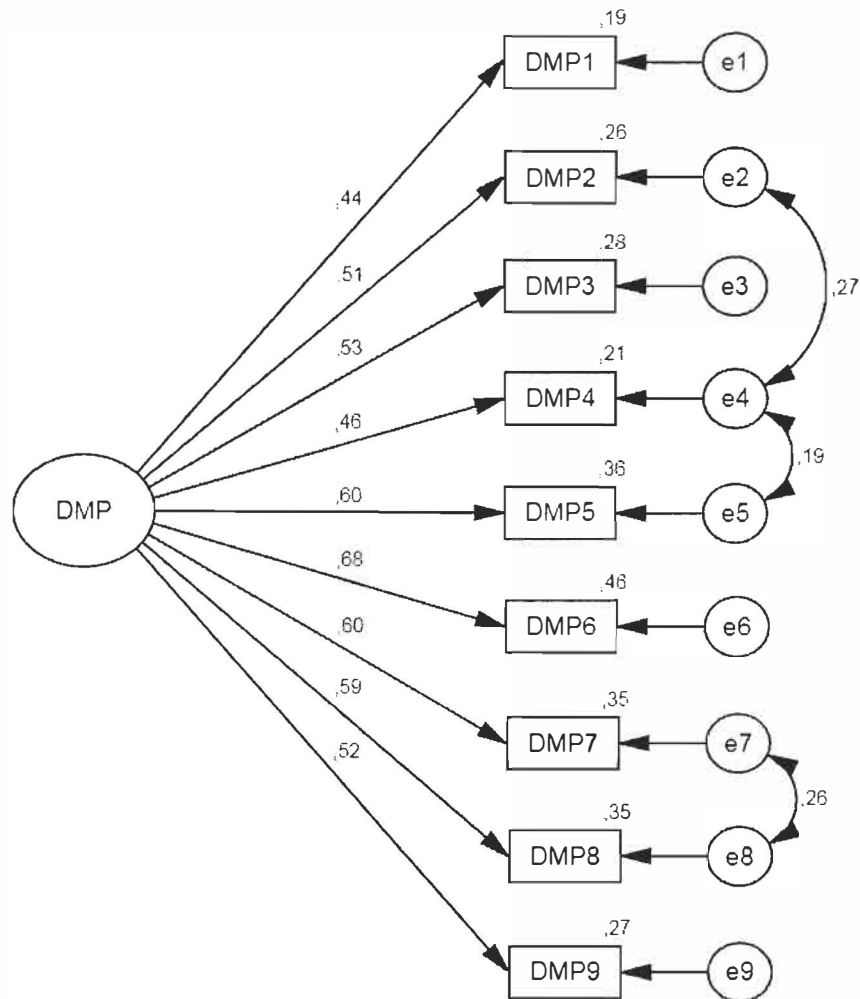 ,19
DMP1 e1
,26
,44 DMP2 e2
,51 ,28
DMP3 e3 ,27
,53
,21
,46 DMP4 e4
,19
,36
DMP ,60 DMP5 e5
,68 ,46
,60 DMP6 e6
,59 ,35
,52 DMP7 e7
,26
,35
DMP8 e8
,27
DMP9 e9